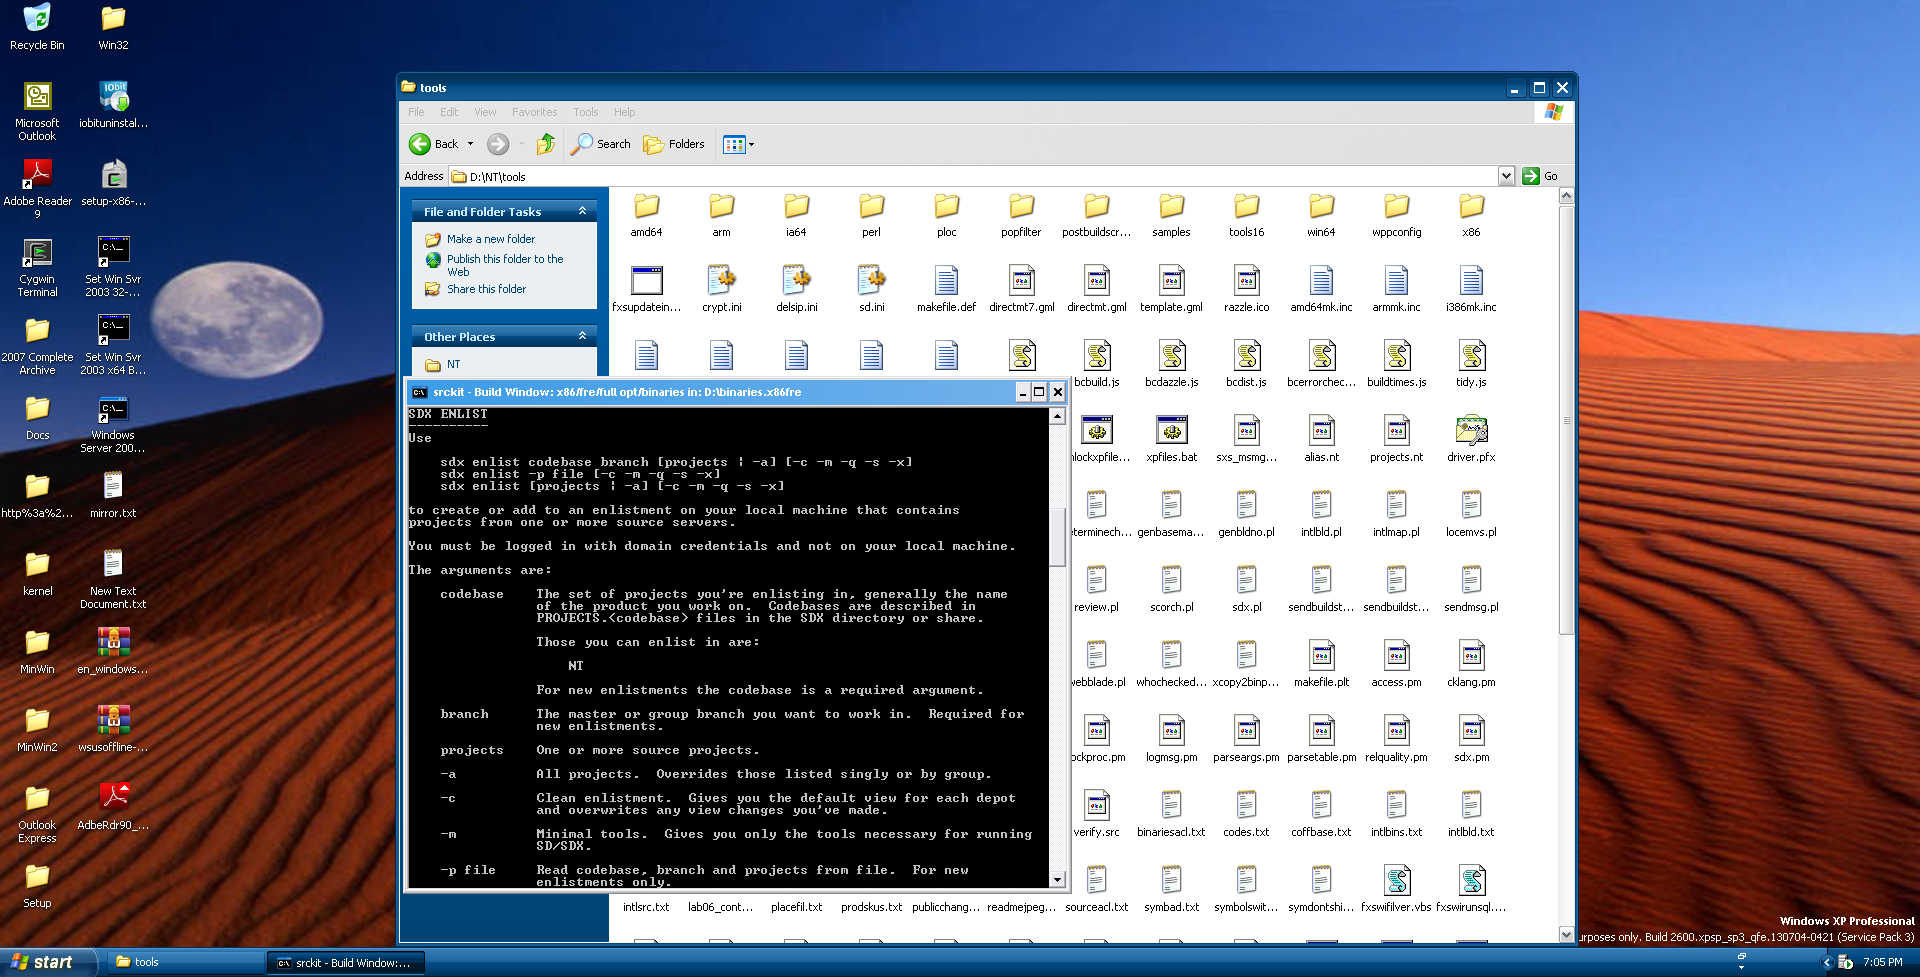 Recycle Bin
Win32
Microsoft
Outlook
iobituninstal...
Adobe Reader
9
setup-x86-...
Cygwin
Terminal
Set Win Svr
2003 32-...
2007 Complete
Archive
Set Win Svr
2003 x64 B...
Docs
Windows
Server 200...
http%3a%2...
mirror.txt
kernel
New Text
Document.txt
MinWin
en_windows...
MinWin2
wsusoffline-...
Outlook
Express
AdbeRdr90_...
Setup
tools
File Edit View Favorites Tools Help
Back Search Folders
Address D:\NT\tools Go
File and Folder Tasks
Make a new folder
Publish this folder to the
Web
Share this folder
Other Places
NT
amd64 arm ia64 perl ploc popfilter postbuildscr... samples tools16 win64 wppconfig x86
fxsupdatein... crypt.ini delsip.ini sd.ini makefile.def directmt7.gml directmt.gml template.gml razzle.ico amd64mk.inc armmk.inc i386mk.inc
bcbuild.js bcdazzle.js bcdist.js bcerrorchec... buildtimes.js tidy.js
nlockxpfile... xpfiles.bat sxs_msmg... alias.nt projects.nt driver.pfx
eterminech... genbasema... genbldno.pl intlbld.pl intlmap.pl locemvs.pl
review.pl scorch.pl sdx.pl sendbuildst... sendbuildst... sendmsg.pl
webblade.pl whochecked... xcopy2binp... makefile.plt access.pm cklang.pm
ockproc.pm logmsg.pm parseargs.pm parsetable.pm relquality.pm sdx.pm
verify.src binariesacl.txt codes.txt coffbase.txt intlbins.txt intlbld.txt
intlsrc.txt lab06_cont... placefil.txt prodskus.txt publicchang... readmejpeg... sourceacl.txt symbad.txt symbolswit... symdontshi... fxswifilver.vbs fxswirunsql....
srckit - Build Window: x86/fre/full opt/binaries in: D:\binaries.x86fre
SDX ENLIST
----------
Use
sdx enlist codebase branch [projects | -a] [-c -m -q -s -x]
sdx enlist -p file [-c -m -q -s -x]
sdx enlist [projects | -a] [-c -m -q -s -x]
to create or add to an enlistment on your local machine that contains
projects from one or more source servers.
You must be logged in with domain credentials and not on your local machine.
The arguments are:
codebase The set of projects you're enlisting in, generally the name
of the product you work on. Codebases are described in
PROJECTS.<codebase> files in the SDX directory or share.
Those you can enlist in are:
NT
For new enlistments the codebase is a required argument.
branch The master or group branch you want to work in. Required for
new enlistments.
projects One or more source projects.
-a All projects. Overrides those listed singly or by group.
-c Clean enlistment. Gives you the default view for each depot
and overwrites any view changes you've made.
-m Minimal tools. Gives you only the tools necessary for running
SD/SDX.
-p file Read codebase, branch and projects from file. For new
enlistments only.
Windows XP Professional
urposes only. Build 2600.xpsp_sp3_qfe.130704-0421 (Service Pack 3)
start
tools
srckit - Build Window:...
7:05 PM